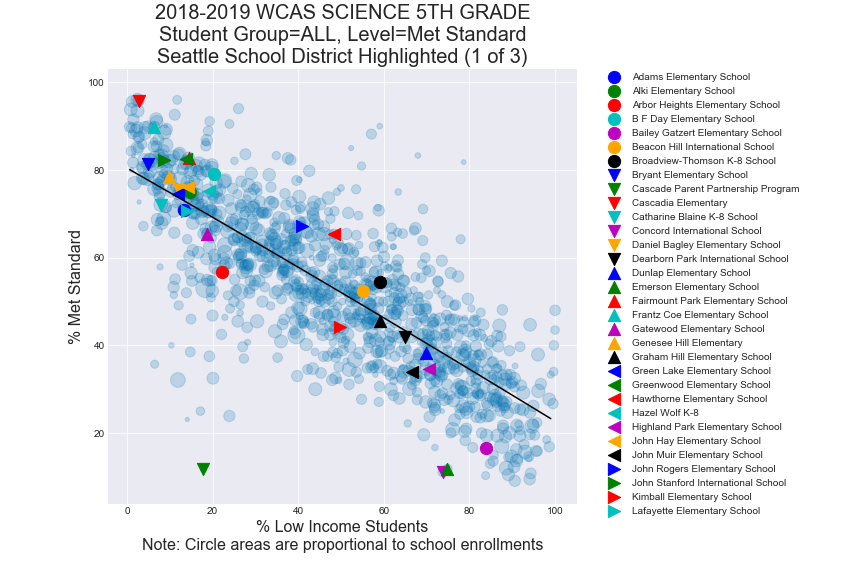 2018-2019 WCAS SCIENCE 5TH GRADE
Student Group=ALL, Level=Met Standard
Seattle School District Highlighted (1 of 3)
% Met Standard
100
80
60
40
20
0
20
40
60
80
100
% Low Income Students
Note: Circle areas are proportional to school enrollments
Adams Elementary School
Alki Elementary School
Arbor Heights Elementary School
B F Day Elementary School
Bailey Gatzert Elementary School
Beacon Hill International School
Broadview-Thomson K-8 School
Bryant Elementary School
Cascade Parent Partnership Program
Cascadia Elementary
Catharine Blaine K-8 School
Concord International School
Daniel Bagley Elementary School
Dearborn Park International School
Dunlap Elementary School
Emerson Elementary School
Fairmount Park Elementary School
Frantz Coe Elementary School
Gatewood Elementary School
Genesee Hill Elementary
Graham Hill Elementary School
Green Lake Elementary School
Greenwood Elementary School
Hawthorne Elementary School
Hazel Wolf K-8
Highland Park Elementary School
John Hay Elementary School
John Muir Elementary School
John Rogers Elementary School
John Stanford International School
Kimball Elementary School
Lafayette Elementary School